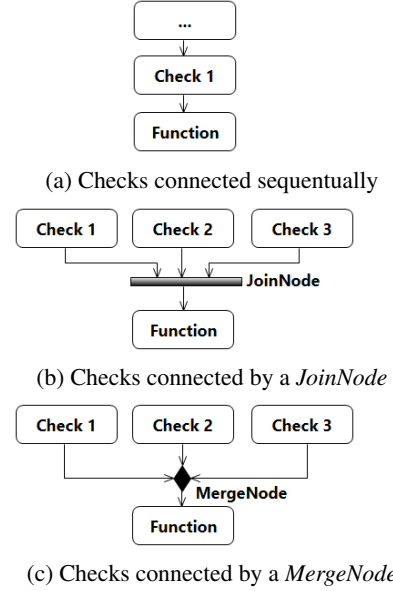 ...
Check 1
Function
(a) Checks connected sequentually
Check 1 Check 2 Check 3
JoinNode
Function
(b) Checks connected by a JoinNode
Check 1 Check 2 Check 3
MergeNode
Function
(c) Checks connected by a MergeNode